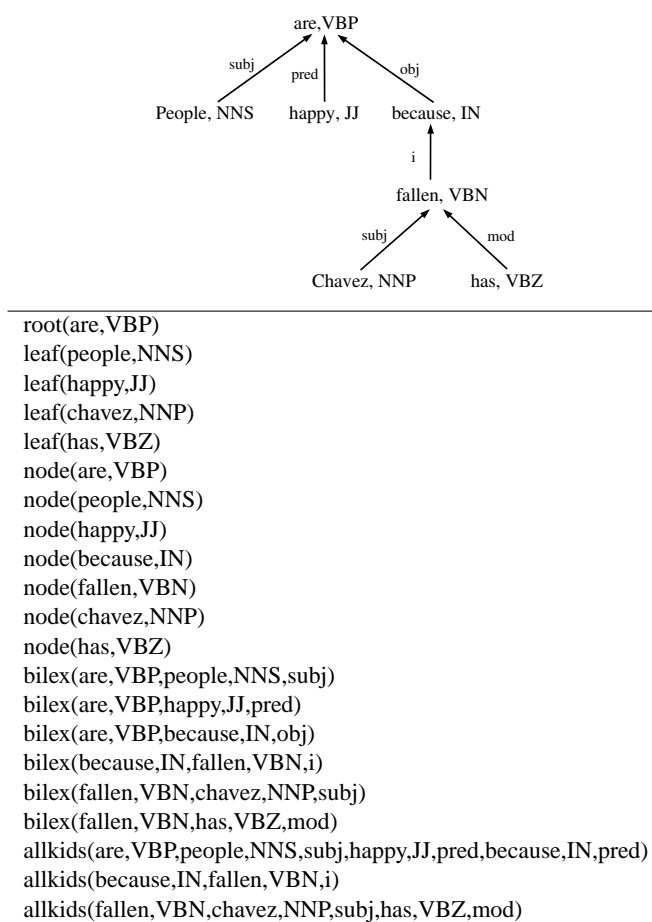 are,VBP
subj
pred
obj
People, NNS happy, JJ because, IN
i
fallen, VBN
subj
mod
Chavez, NNP has, VBZ
root(are,VBP)
leaf(people,NNS)
leaf(happy,JJ)
leaf(chavez,NNP)
leaf(has,VBZ)
node(are,VBP)
node(people,NNS)
node(happy,JJ)
node(because,IN)
node(fallen,VBN)
node(chavez,NNP)
node(has,VBZ)
bilex(are,VBP,people,NNS,subj)
bilex(are,VBP,happy,JJ,pred)
bilex(are,VBP,because,IN,obj)
bilex(because,IN,fallen,VBN,i)
bilex(fallen,VBN,chavez,NNP,subj)
bilex(fallen,VBN,has,VBZ,mod)
allkids(are,VBP,people,NNS,subj,happy,JJ,pred,because,IN,pred)
allkids(because,IN,fallen,VBN,i)
allkids(fallen,VBN,chavez,NNP,subj,has,VBZ,mod)